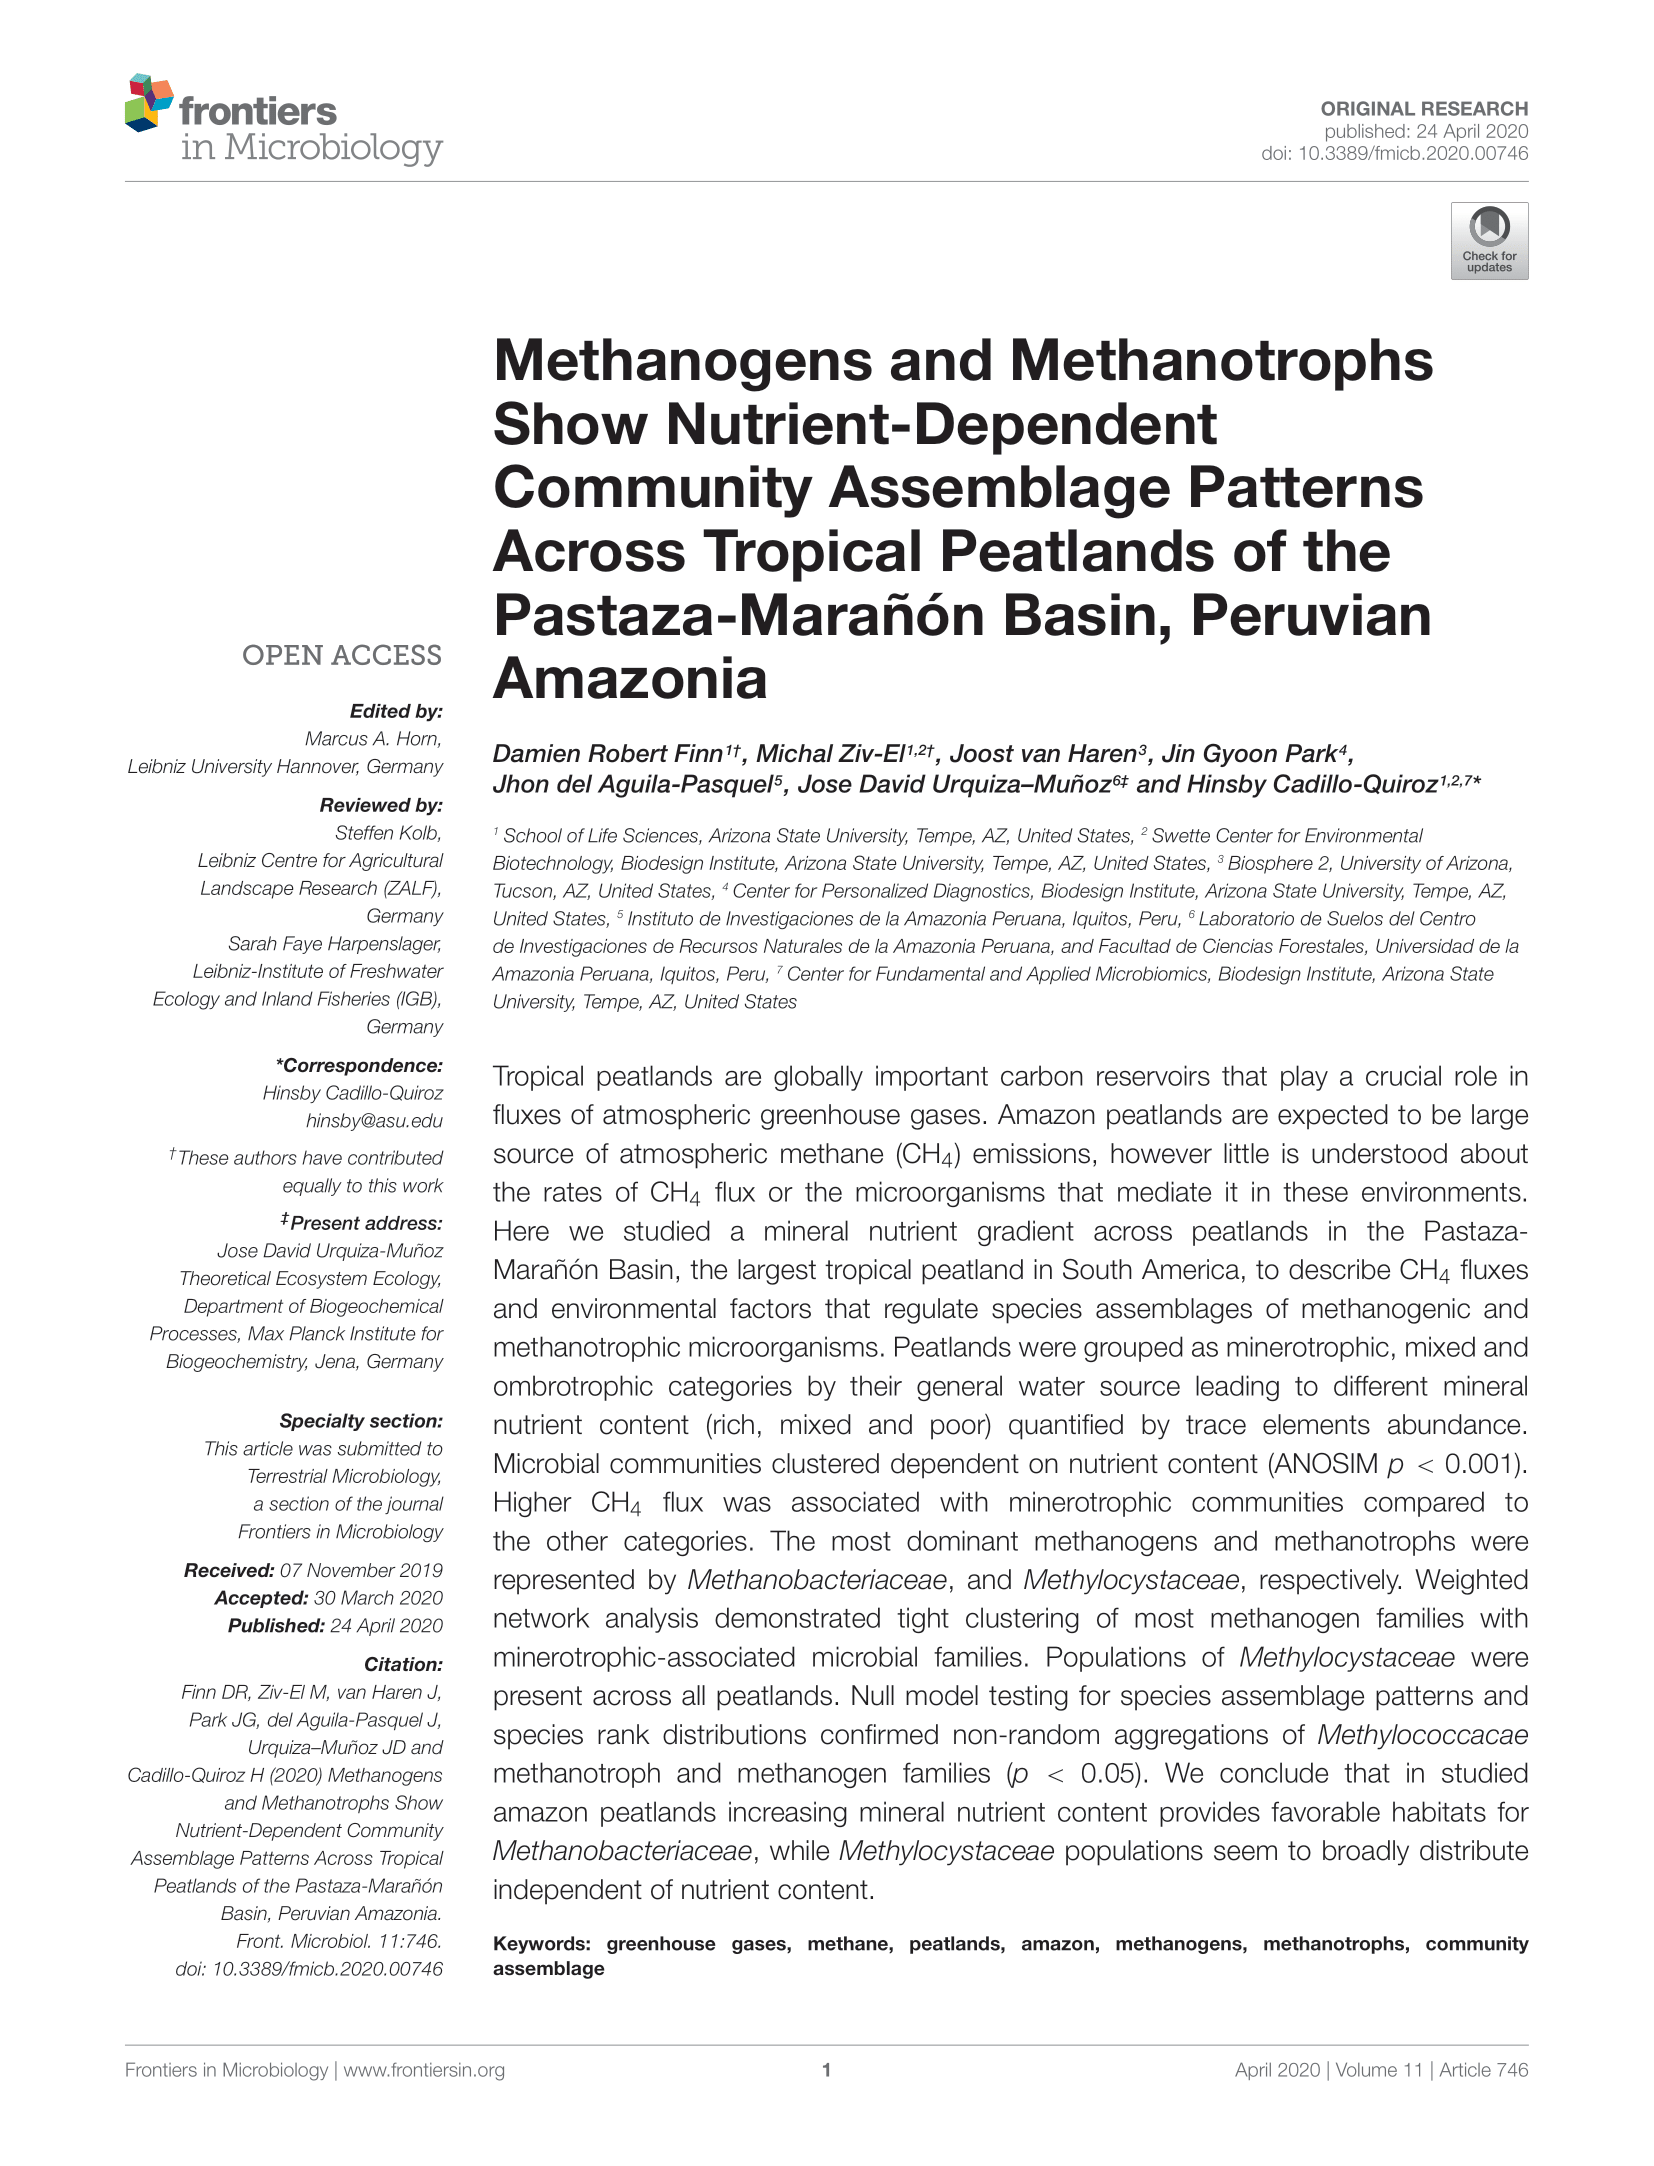 frontiers
in Microbiology
ORIGINAL RESEARCH
published: 24 April 2020
doi: 10.3389/fmicb.2020.00746
Check for
updates
Methanogens and Methanotrophs
Show Nutrient-Dependent
Community Assemblage Patterns
Across Tropical Peatlands of the
Pastaza-Marañón Basin, Peruvian
Amazonia
Damien Robert Finn1†, Michal Ziv-El1,2†, Joost van Haren3, Jin Gyoon Park4,
Jhon del Aguila-Pasquel5, Jose David Urquiza–Muñoz6‡ and Hinsby Cadillo-Quiroz1,2,7*
1 School of Life Sciences, Arizona State University, Tempe, AZ, United States, 2 Swette Center for Environmental
Biotechnology, Biodesign Institute, Arizona State University, Tempe, AZ, United States, 3 Biosphere 2, University of Arizona,
Tucson, AZ, United States, 4 Center for Personalized Diagnostics, Biodesign Institute, Arizona State University, Tempe, AZ,
United States, 5 Instituto de Investigaciones de la Amazonía Peruana, Iquitos, Peru, 6 Laboratorio de Suelos del Centro
de Investigaciones de Recursos Naturales de la Amazonía Peruana, and Facultad de Ciencias Forestales, Universidad de la
Amazonia Peruana, Iquitos, Peru, 7 Center for Fundamental and Applied Microbiomics, Biodesign Institute, Arizona State
University, Tempe, AZ, United States
OPEN ACCESS
Edited by:
Marcus A. Horn,
Leibniz University Hannover, Germany
Reviewed by:
Steffen Kolb,
Leibniz Centre for Agricultural
Landscape Research (ZALF),
Germany
Sarah Faye Harpenslager,
Leibniz-Institute of Freshwater
Ecology and Inland Fisheries (IGB),
Germany
*Correspondence:
Hinsby Cadillo-Quiroz
hinsby@asu.edu
†These authors have contributed
equally to this work
‡Present address:
Jose David Urquiza-Muñoz
Theoretical Ecosystem Ecology,
Department of Biogeochemical
Processes, Max Planck Institute for
Biogeochemistry, Jena, Germany
Specialty section:
This article was submitted to
Terrestrial Microbiology,
a section of the journal
Frontiers in Microbiology
Received: 07 November 2019
Accepted: 30 March 2020
Published: 24 April 2020
Citation:
Finn DR, Ziv-El M, van Haren J,
Park JG, del Aguila-Pasquel J,
Urquiza–Muñoz JD and
Cadillo-Quiroz H (2020) Methanogens
and Methanotrophs Show
Nutrient-Dependent Community
Assemblage Patterns Across Tropical
Peatlands of the Pastaza-Marañón
Basin, Peruvian Amazonia.
Front. Microbiol. 11:746.
doi: 10.3389/fmicb.2020.00746
Tropical peatlands are globally important carbon reservoirs that play a crucial role in
fluxes of atmospheric greenhouse gases. Amazon peatlands are expected to be large
source of atmospheric methane (CH4) emissions, however little is understood about
the rates of CH4 flux or the microorganisms that mediate it in these environments.
Here we studied a mineral nutrient gradient across peatlands in the Pastaza-
Marañón Basin, the largest tropical peatland in South America, to describe CH4 fluxes
and environmental factors that regulate species assemblages of methanogenic and
methanotrophic microorganisms. Peatlands were grouped as minerotrophic, mixed and
ombrotrophic categories by their general water source leading to different mineral
nutrient content (rich, mixed and poor) quantified by trace elements abundance.
Microbial communities clustered dependent on nutrient content (ANOSIM p < 0.001).
Higher CH4 flux was associated with minerotrophic communities compared to
the other categories. The most dominant methanogens and methanotrophs were
represented by Methanobacteriaceae, and Methylocystaceae, respectively. Weighted
network analysis demonstrated tight clustering of most methanogen families with
minerotrophic-associated microbial families. Populations of Methylocystaceae were
present across all peatlands. Null model testing for species assemblage patterns and
species rank distributions confirmed non-random aggregations of Methylococcacae
methanotroph and methanogen families (p < 0.05). We conclude that in studied
amazon peatlands increasing mineral nutrient content provides favorable habitats for
Methanobacteriaceae, while Methylocystaceae populations seem to broadly distribute
independent of nutrient content.
Keywords: greenhouse gases, methane, peatlands, amazon, methanogens, methanotrophs, community
assemblage
Frontiers in Microbiology | www.frontiersin.org
1
April 2020 | Volume 11 | Article 746